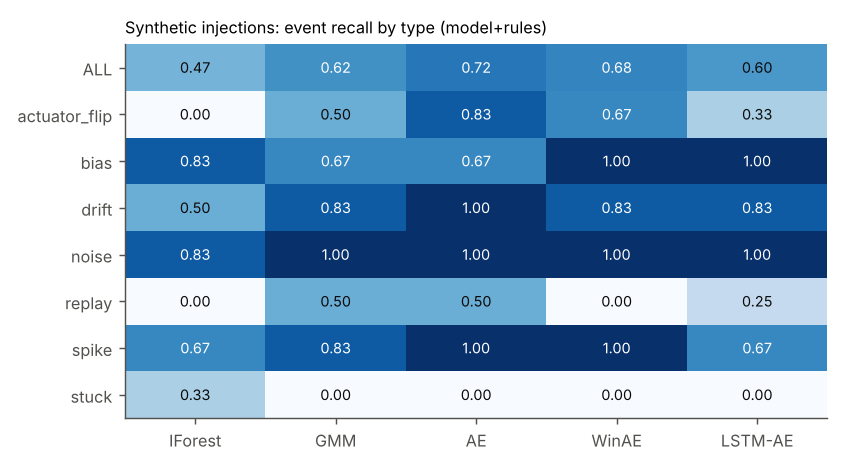 Synthetic injections: event recall by type (model+rules)
ALL 0.47 0.62 0.72 0.68 0.60
actuator_flip 0.00 0.50 0.83 0.67 0.33
bias 0.83 0.67 0.67 1.00 1.00
drift 0.50 0.83 1.00 0.83 0.83
noise 0.83 1.00 1.00 1.00 1.00
replay 0.00 0.50 0.50 0.00 0.25
spike 0.67 0.83 1.00 1.00 0.67
stuck 0.33 0.00 0.00 0.00 0.00
IForest GMM AE WinAE LSTM-AE